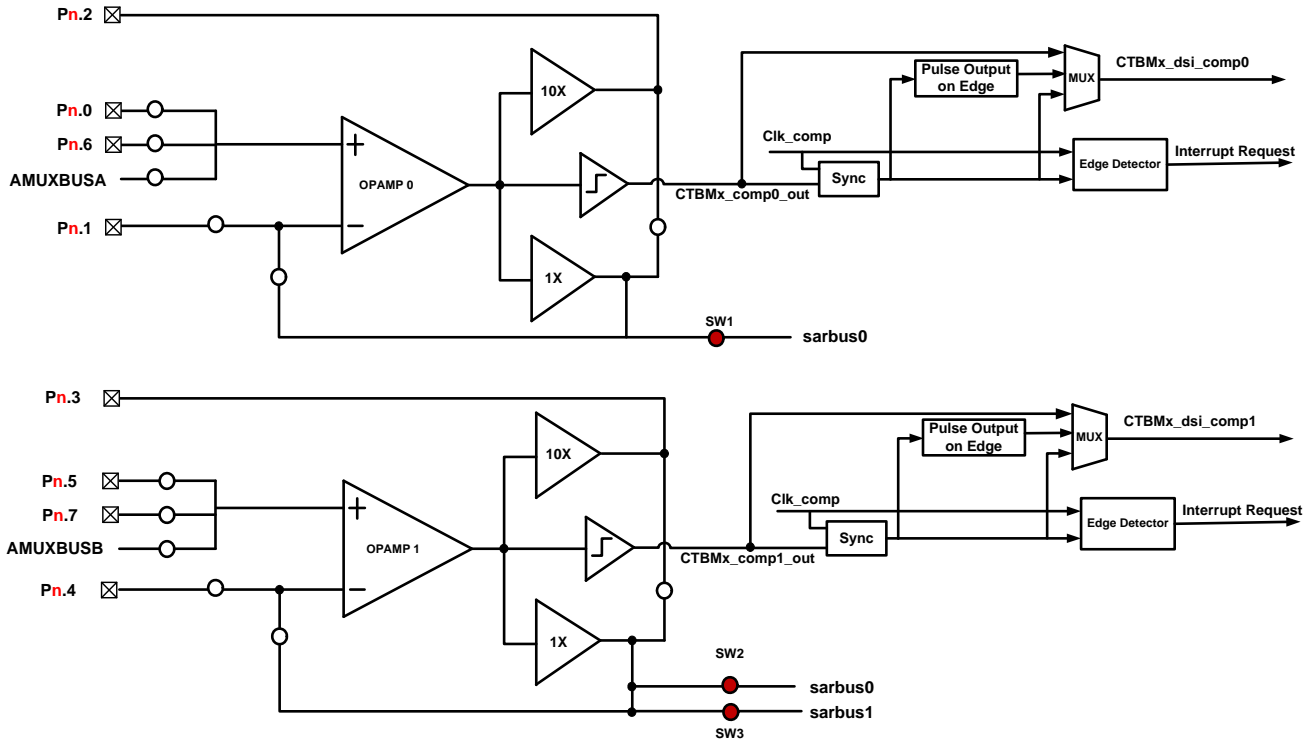 Pn.2
10X
CTBMx_dsi_comp0
Pulse Output
on Edge
MUX
Pn.0
Clk_comp
Pn.6
Interrupt Request
Edge Detector
AMUXBUSA
OPAMP 0
Sync
CTBMx_comp0_out
Pn.1
1X
SW1
sarbus0
Pn.3
10X
CTBMx_dsi_comp1
Pulse Output
on Edge
MUX
Pn.5
Clk_comp
Pn.7
Interrupt Request
Edge Detector
AMUXBUSB
OPAMP 1
Sync
CTBMx_comp1_out
Pn.4
1X
SW2
sarbus0
sarbus1
SW3